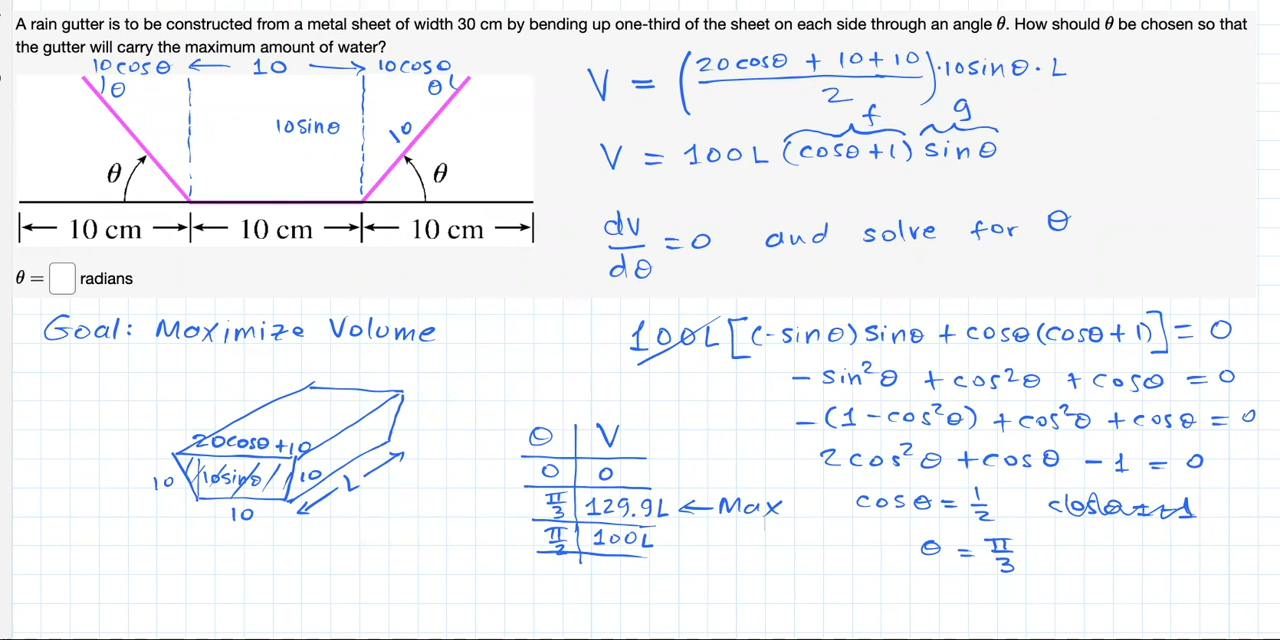 A rain gutter is to be constructed from a metal sheet of width 30 cm by bending up one-third of the sheet on each side through an angle θ. How should θ be chosen so that
the gutter will carry the maximum amount of water?
10cosθ ← 10 → 10cosθ
θ θ
10sinθ 10
θ θ
10 cm 10 cm 10 cm
θ = radians
V = (20cosθ + 10+10 / 2)·10sinθ·L
f g
V = 100L (cosθ+1) sinθ
dv/dθ = 0 and solve for θ
Goal: Maximize Volume
20cosθ+10
10 10sinθ 10 L
10
θ V
0 0
π/3 129.9L ← Max
π/2 100L
100L[(-sinθ)sinθ + cosθ(cosθ+1)] = 0
-sin²θ + cos²θ + cosθ = 0
-(1-cos²θ) + cos²θ + cosθ = 0
2cos²θ + cosθ - 1 = 0
cosθ = 1/2
θ = π/3